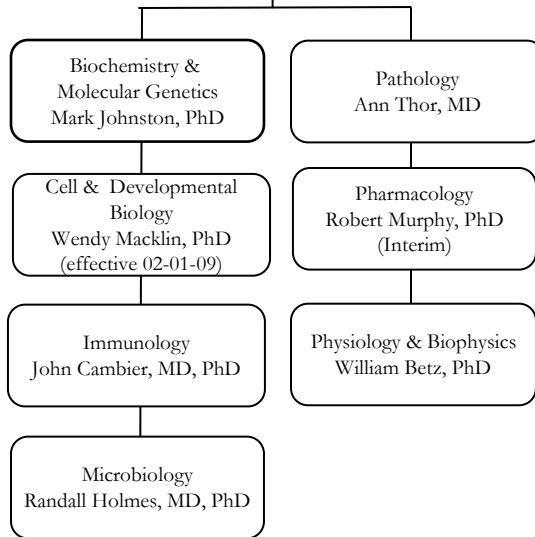 Biochemistry &
Molecular Genetics
Mark Johnston, PhD
Cell & Developmental
Biology
Wendy Macklin, PhD
(effective 02-01-09)
Immunology
John Cambier, MD, PhD
Microbiology
Randall Holmes, MD, PhD
Pathology
Ann Thor, MD
Pharmacology
Robert Murphy, PhD
(Interim)
Physiology & Biophysics
William Betz, PhD